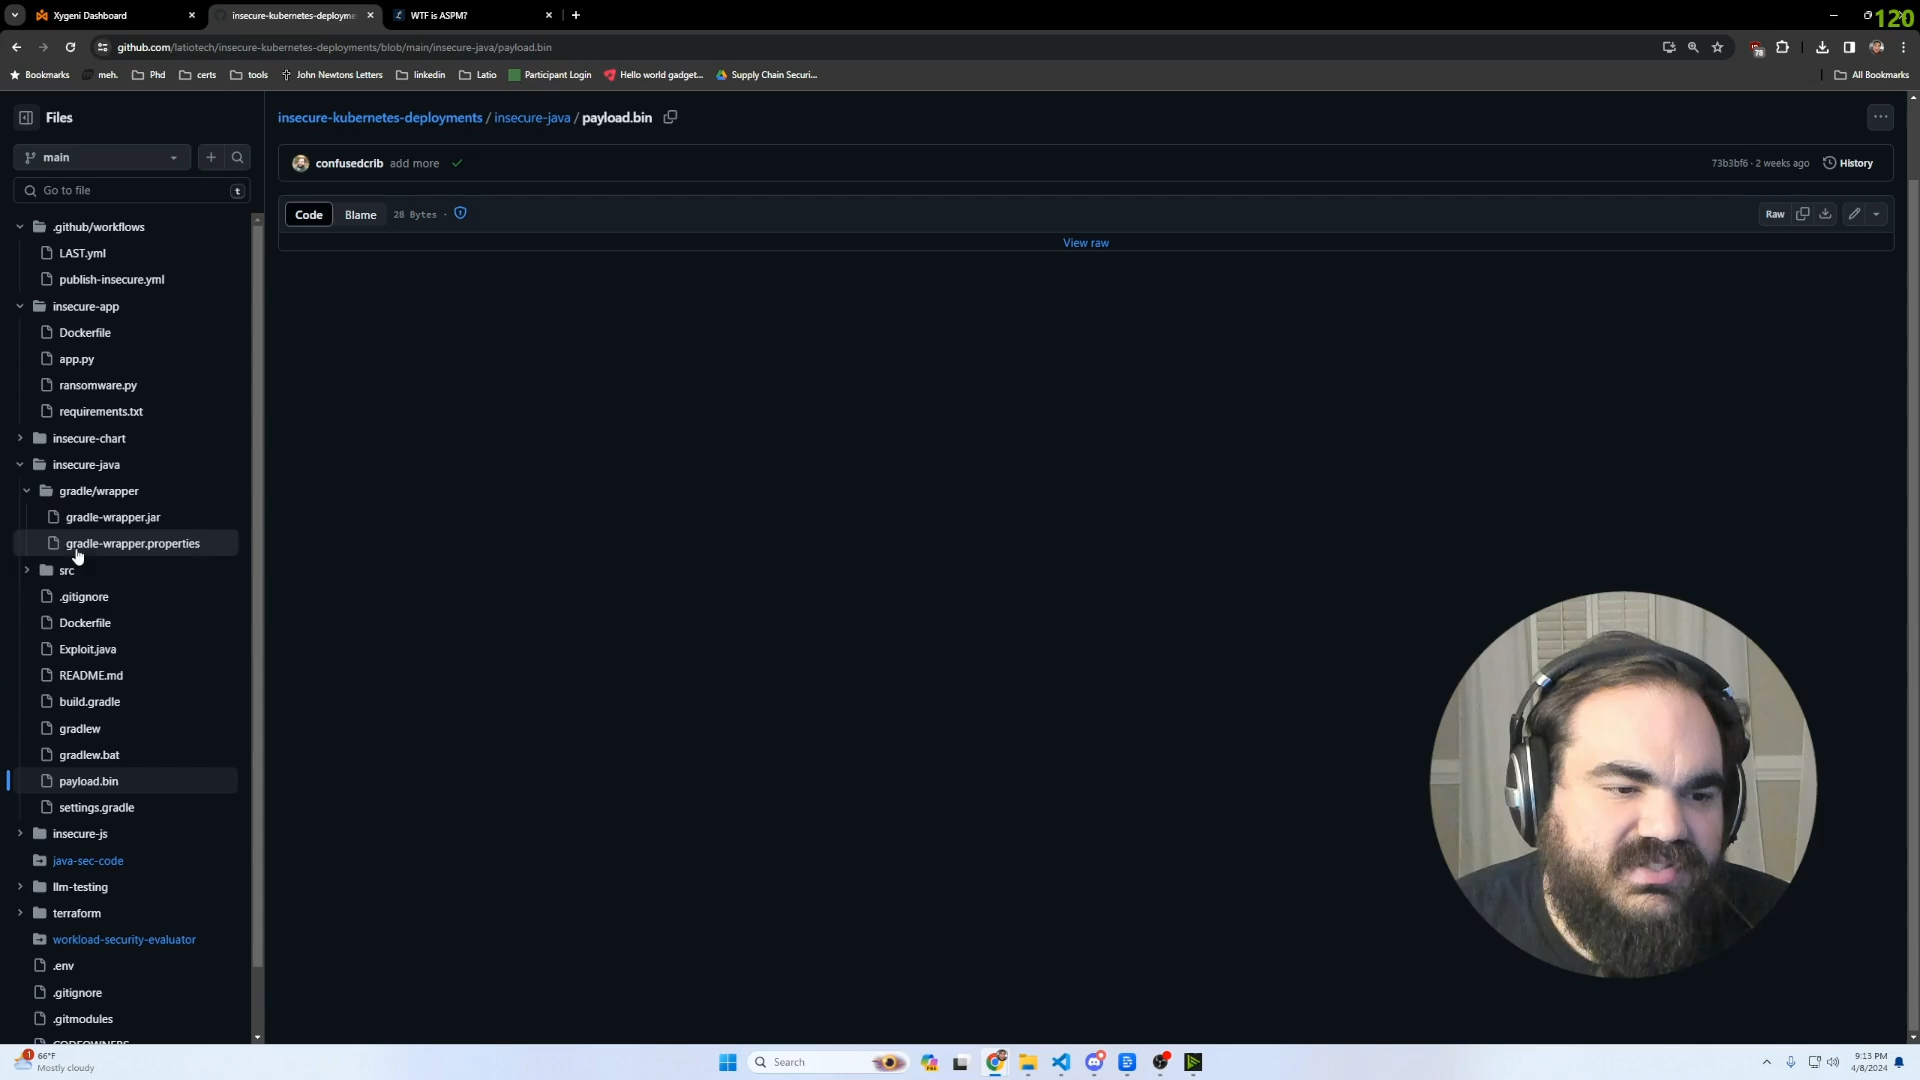 Xygeni Dashboard
insecure-kubernetes-deployme
WTF is ASPM?
120
github.com/latiotech/insecure-kubernetes-deployments/blob/main/insecure-java/payload.bin
78
Bookmarks
meh.
Phd
certs
tools
John Newtons Letters
linkedin
Latio
Participant Login
Hello world gadget...
Supply Chain Securi...
All Bookmarks
Files
insecure-kubernetes-deployments / insecure-java / payload.bin
main
confusedcrib add more
73b3bf6 · 2 weeks ago
History
Go to file
t
Code
Blame
28 Bytes ·
Raw
View raw
.github/workflows
LAST.yml
publish-insecure.yml
insecure-app
Dockerfile
app.py
ransomware.py
requirements.txt
insecure-chart
insecure-java
gradle/wrapper
gradle-wrapper.jar
gradle-wrapper.properties
src
.gitignore
Dockerfile
Exploit.java
README.md
build.gradle
gradlew
gradlew.bat
payload.bin
settings.gradle
insecure-js
java-sec-code
llm-testing
terraform
workload-security-evaluator
.env
.gitignore
.gitmodules
CODEOWNERS
1
66°F
Mostly cloudy
Search
9:13 PM
4/8/2024